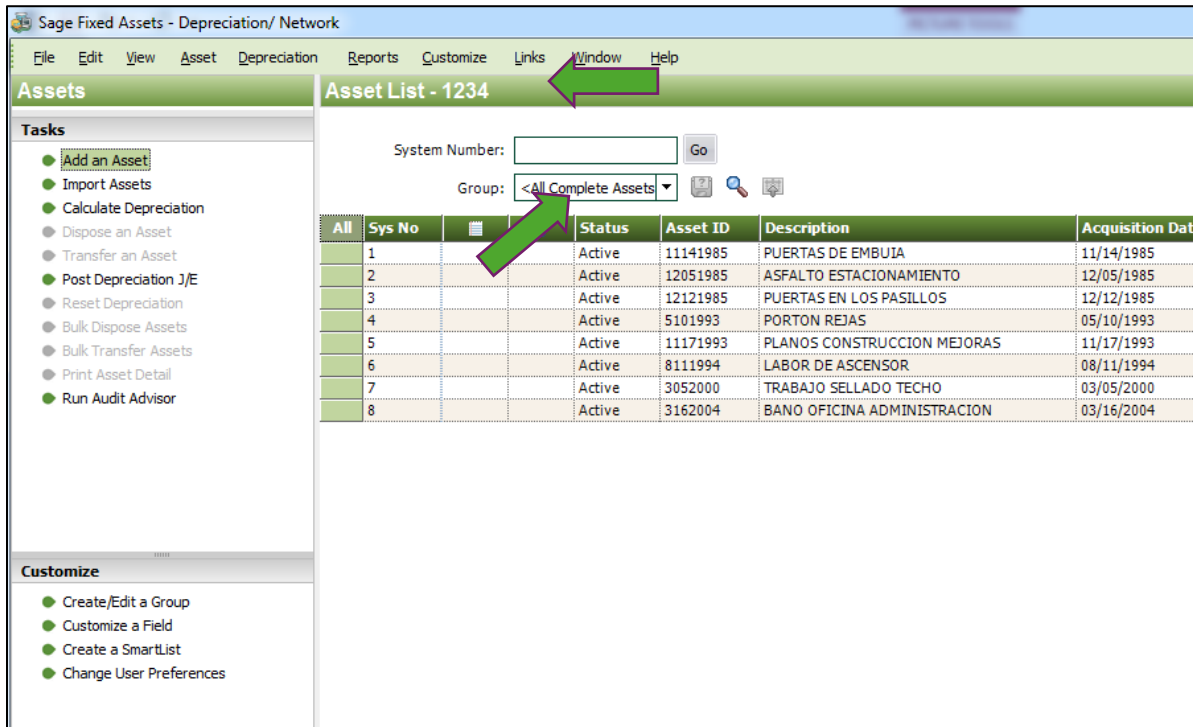 Sage Fixed Assets - Depreciation/ Network
File Edit View Asset Depreciation Reports Customize Links Window Help
Assets
Asset List - 1234
Tasks
Add an Asset
Import Assets
Calculate Depreciation
Dispose an Asset
Transfer an Asset
Post Depreciation J/E
Reset Depreciation
Bulk Dispose Assets
Bulk Transfer Assets
Print Asset Detail
Run Audit Advisor
Customize
Create/Edit a Group
Customize a Field
Create a SmartList
Change User Preferences
System Number: Go
Group: <All Complete Assets
All Sys No Status Asset ID Description Acquisition Dat
1 Active 11141985 PUERTAS DE EMBUIA 11/14/1985
2 Active 12051985 ASFALTO ESTACIONAMIENTO 12/05/1985
3 Active 12121985 PUERTAS EN LOS PASILLOS 12/12/1985
4 Active 5101993 PORTON REJAS 05/10/1993
5 Active 11171993 PLANOS CONSTRUCCION MEJORAS 11/17/1993
6 Active 8111994 LABOR DE ASCENSOR 08/11/1994
7 Active 3052000 TRABAJO SELLADO TECHO 03/05/2000
8 Active 3162004 BANO OFICINA ADMINISTRACION 03/16/2004